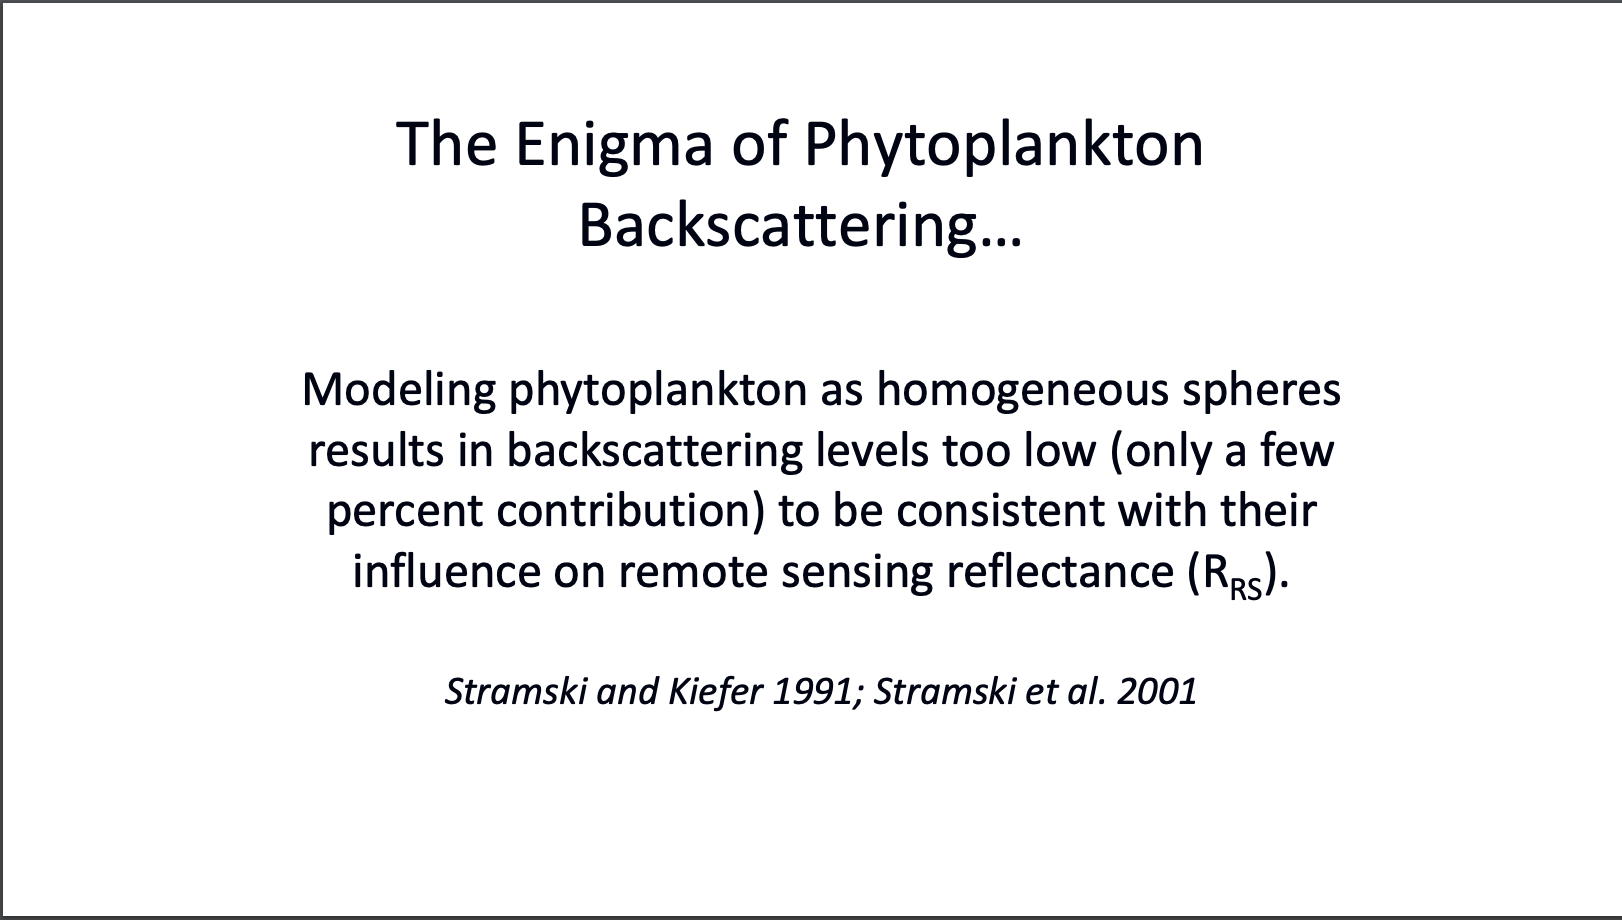 The Enigma of Phytoplankton
Backscattering…
Modeling phytoplankton as homogeneous spheres
results in backscattering levels too low (only a few
percent contribution) to be consistent with their
influence on remote sensing reflectance (RRS).
Stramski and Kiefer 1991; Stramski et al. 2001